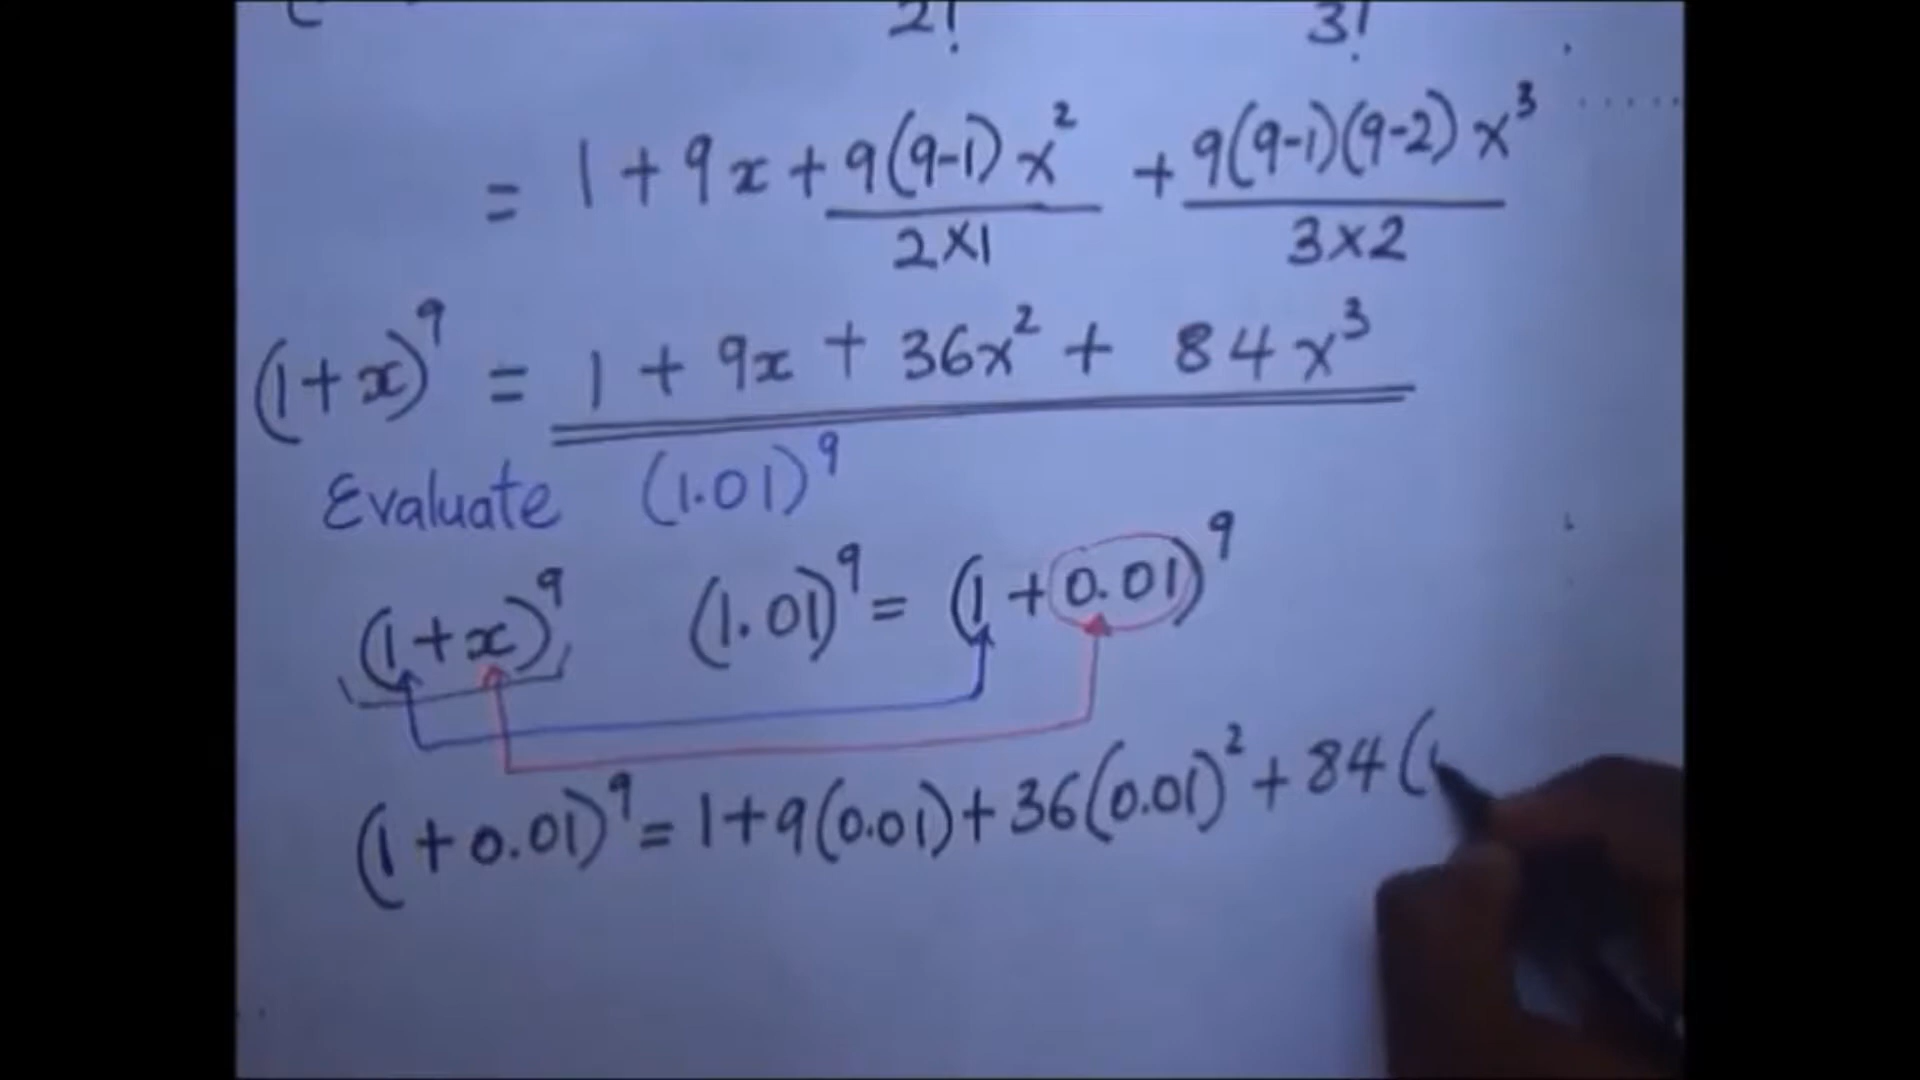 2! 3!
= 1 + 9x + 9(9-1)x² / 2×1 + 9(9-1)(9-2)x³ / 3×2 .....
(1+x)⁹ = 1 + 9x + 36x² + 84x³
Evaluate (1.01)⁹
(1+x)⁹ (1.01)⁹ = (1 + 0.01)⁹
(1+0.01)⁹ = 1+9(0.01)+36(0.01)²+84(